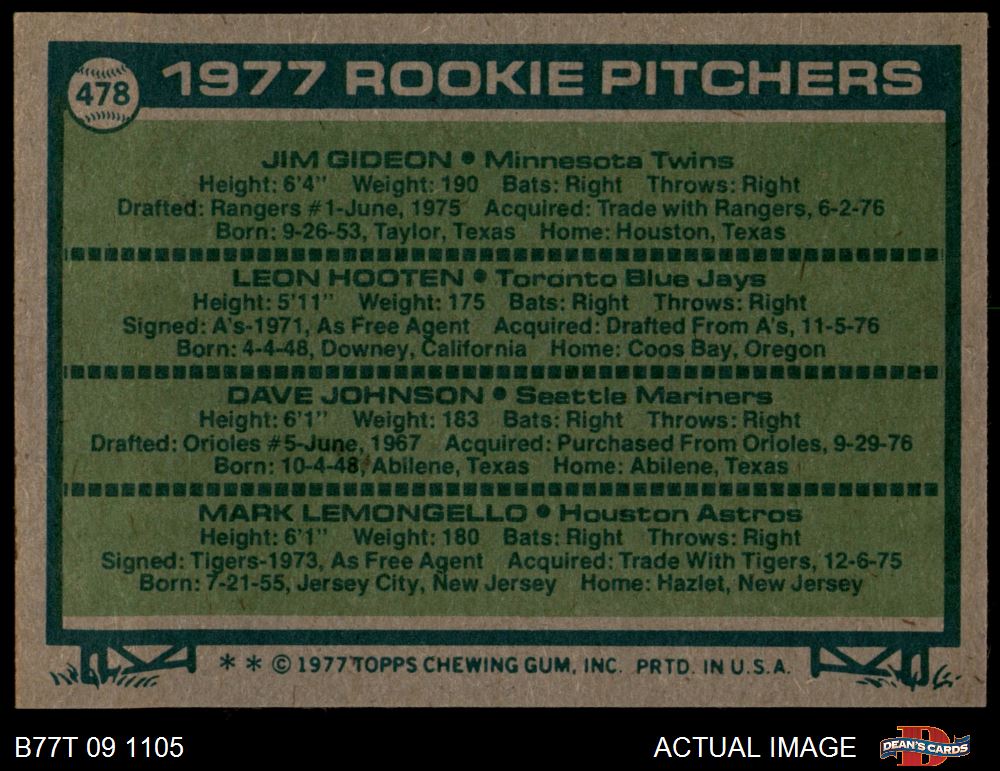 478
1977 ROOKIE PITCHERS
JIM GIDEON • Minnesota Twins
Height: 6'4" Weight: 190 Bats: Right Throws: Right
Drafted: Rangers #1-June, 1975 Acquired: Trade with Rangers, 6-2-76
Born: 9-26-53, Taylor, Texas Home: Houston, Texas
LEON HOOTEN • Toronto Blue Jays
Height: 5'11" Weight: 175 Bats: Right Throws: Right
Signed: A's-1971, As Free Agent Acquired: Drafted From A's, 11-5-76
Born: 4-4-48, Downey, California Home: Coos Bay, Oregon
DAVE JOHNSON • Seattle Mariners
Height: 6'1" Weight: 183 Bats: Right Throws: Right
Drafted: Orioles #5-June, 1967 Acquired: Purchased From Orioles, 9-29-76
Born: 10-4-48, Abilene, Texas Home: Abilene, Texas
MARK LEMONGELLO • Houston Astros
Height: 6'1" Weight: 180 Bats: Right Throws: Right
Signed: Tigers-1973, As Free Agent Acquired: Trade With Tigers, 12-6-75
Born: 7-21-55, Jersey City, New Jersey Home: Hazlet, New Jersey
* * © 1977 TOPPS CHEWING GUM, INC. PRTD. IN U.S.A.
B77T 09 1105 ACTUAL IMAGE
D DEAN'S CARDS